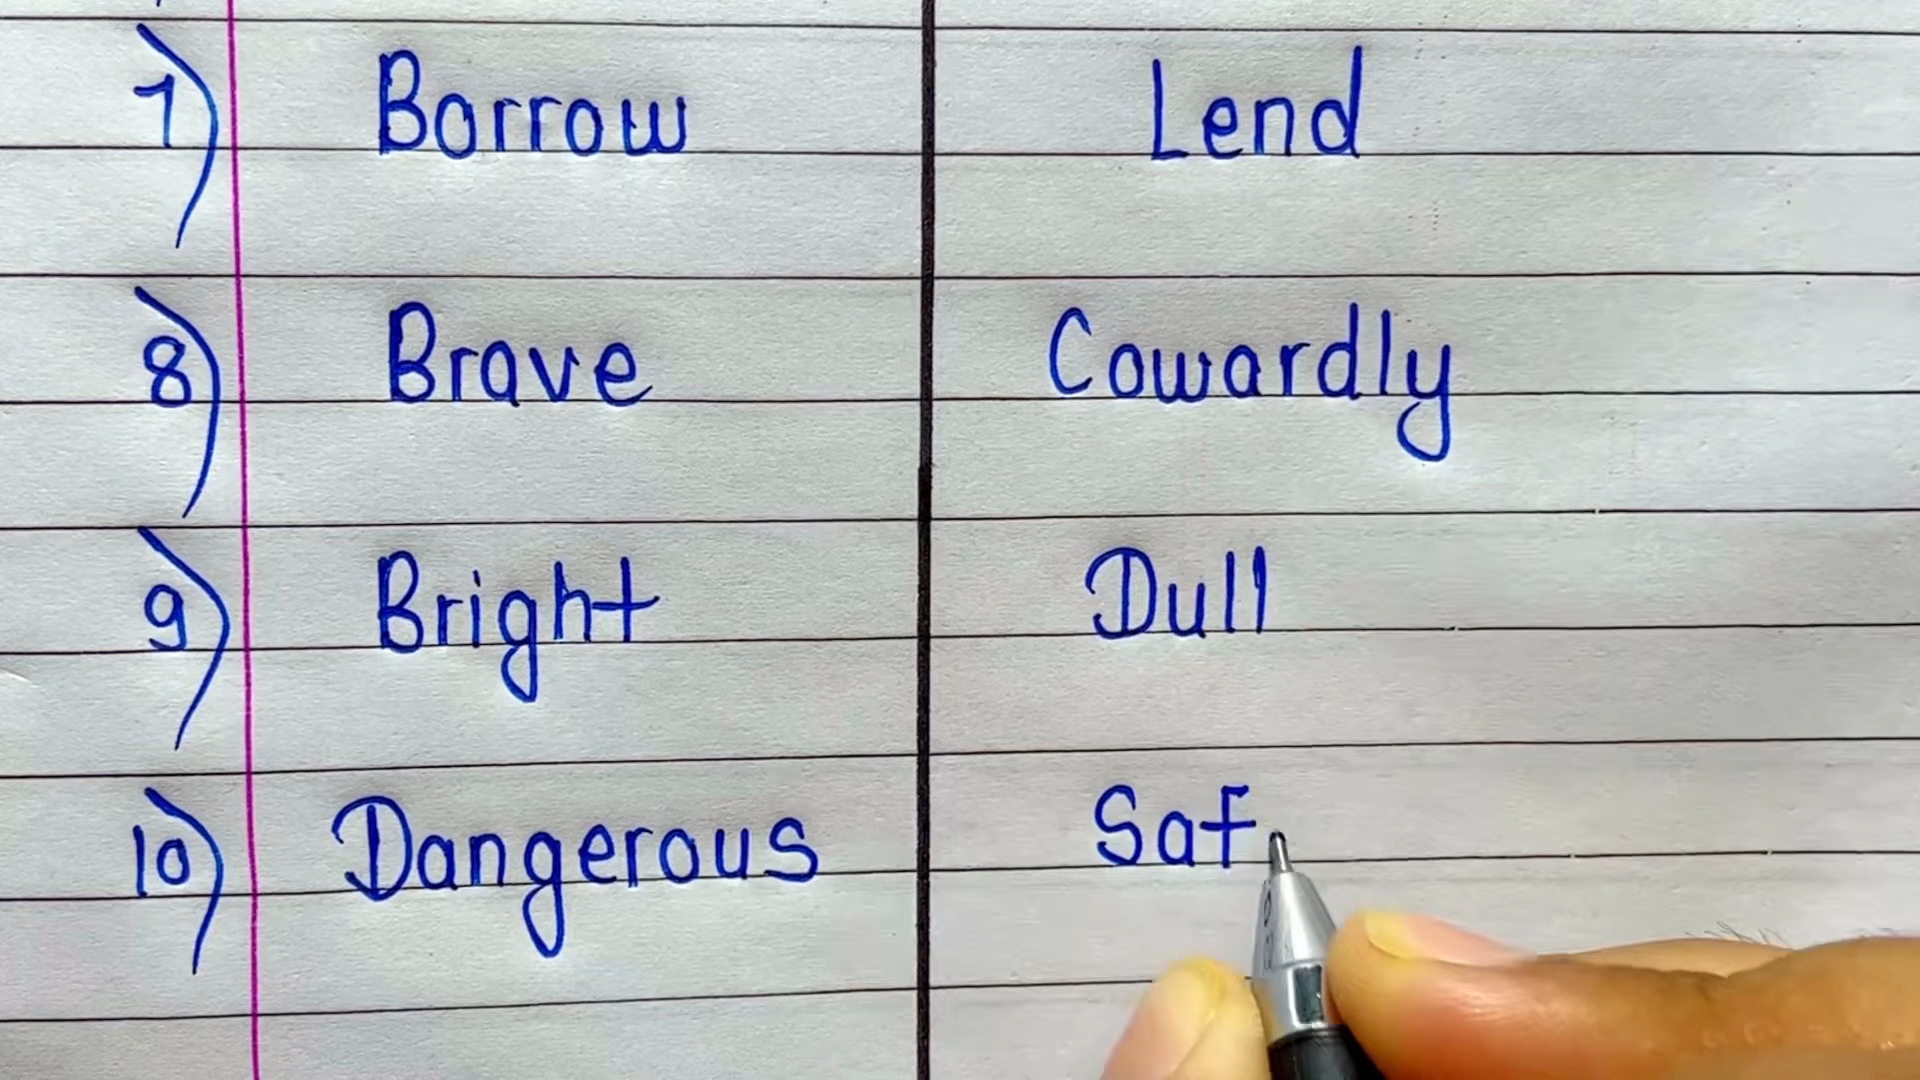 7) Borrow Lend
8) Brave Cowardly
9) Bright Dull
10) Dangerous Saf